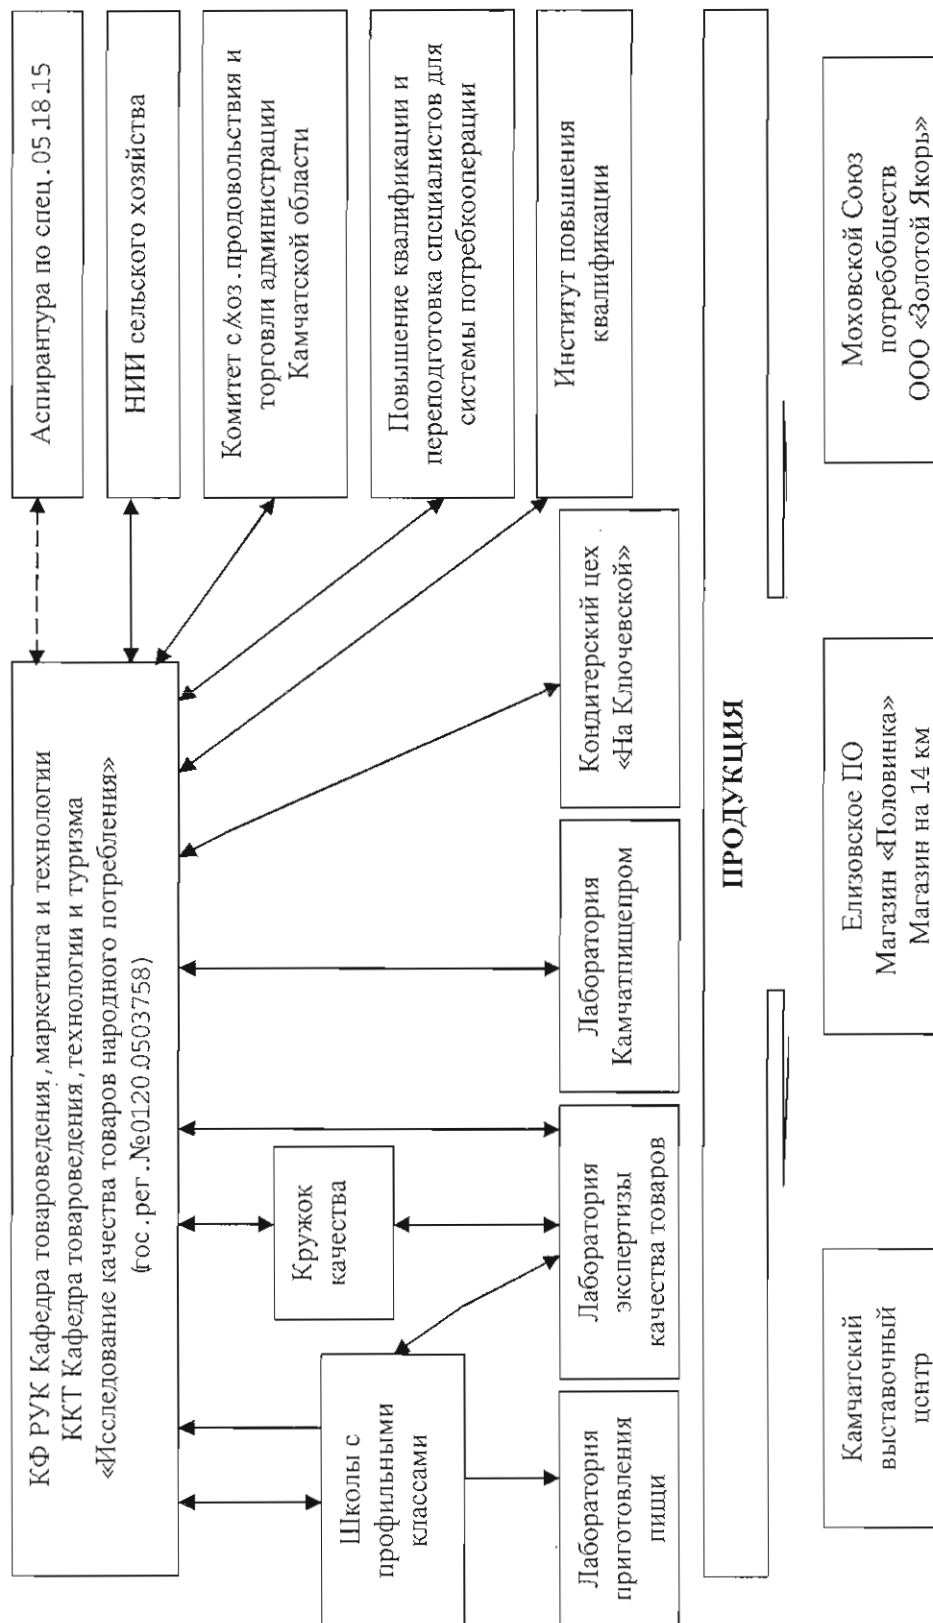 КФ РУК Кафедра товароведения, маркетинга и технологии
ККТ Кафедра товароведения, технологии и туризма
«Исследование качества товаров народного потребления»
(гос. рег. №0120.0503758)
Аспирантура по спец. 05.18.15
НИИ сельского хозяйства
Комитет с/хоз. продовольствия и
торговли администрации
Камчатской области
Повышение квалификации и
переподготовка специалистов для
системы потребкооперации
Институт повышения
квалификации
Кружок
качества
Школы с
профильными
классами
Лаборатория
приготовления
пищи
Лаборатория
экспертизы
качества товаров
Лаборатория
Камчатпищепром
Кондитерский цех
«На Ключевской»
ПРОДУКЦИЯ
Камчатский
выставочный
центр
Елизовское ПО
Магазин «Половинка»
Магазин на 14 км
Моховской Союз
потребобществ
ООО «Золотой Якорь»